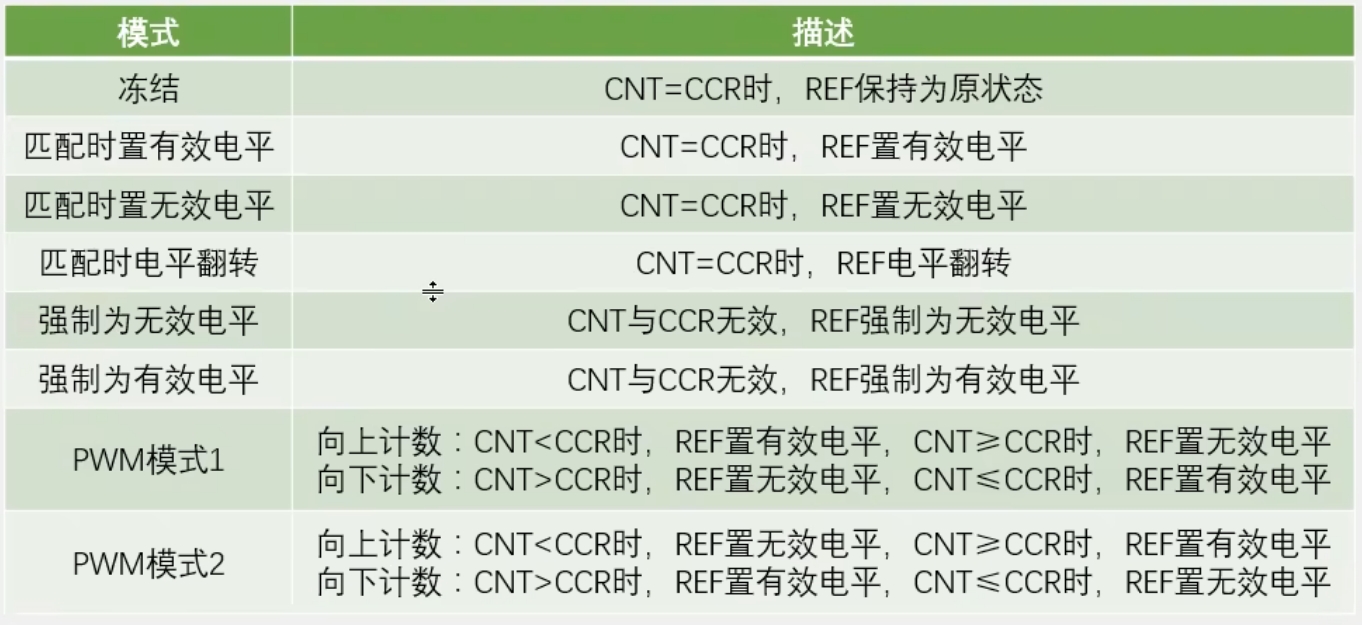 模式 描述
冻结 CNT=CCR时，REF保持为原状态
匹配时置有效电平 CNT=CCR时，REF置有效电平
匹配时置无效电平 CNT=CCR时，REF置无效电平
匹配时电平翻转 CNT=CCR时，REF电平翻转
强制为无效电平 CNT与CCR无效，REF强制为无效电平
强制为有效电平 CNT与CCR无效，REF强制为有效电平
PWM模式1
向上计数：CNT<CCR时，REF置有效电平，CNT≥CCR时，REF置无效电平
向下计数：CNT>CCR时，REF置无效电平，CNT≤CCR时，REF置有效电平
PWM模式2
向上计数：CNT<CCR时，REF置无效电平，CNT≥CCR时，REF置有效电平
向下计数：CNT>CCR时，REF置有效电平，CNT≤CCR时，REF置无效电平